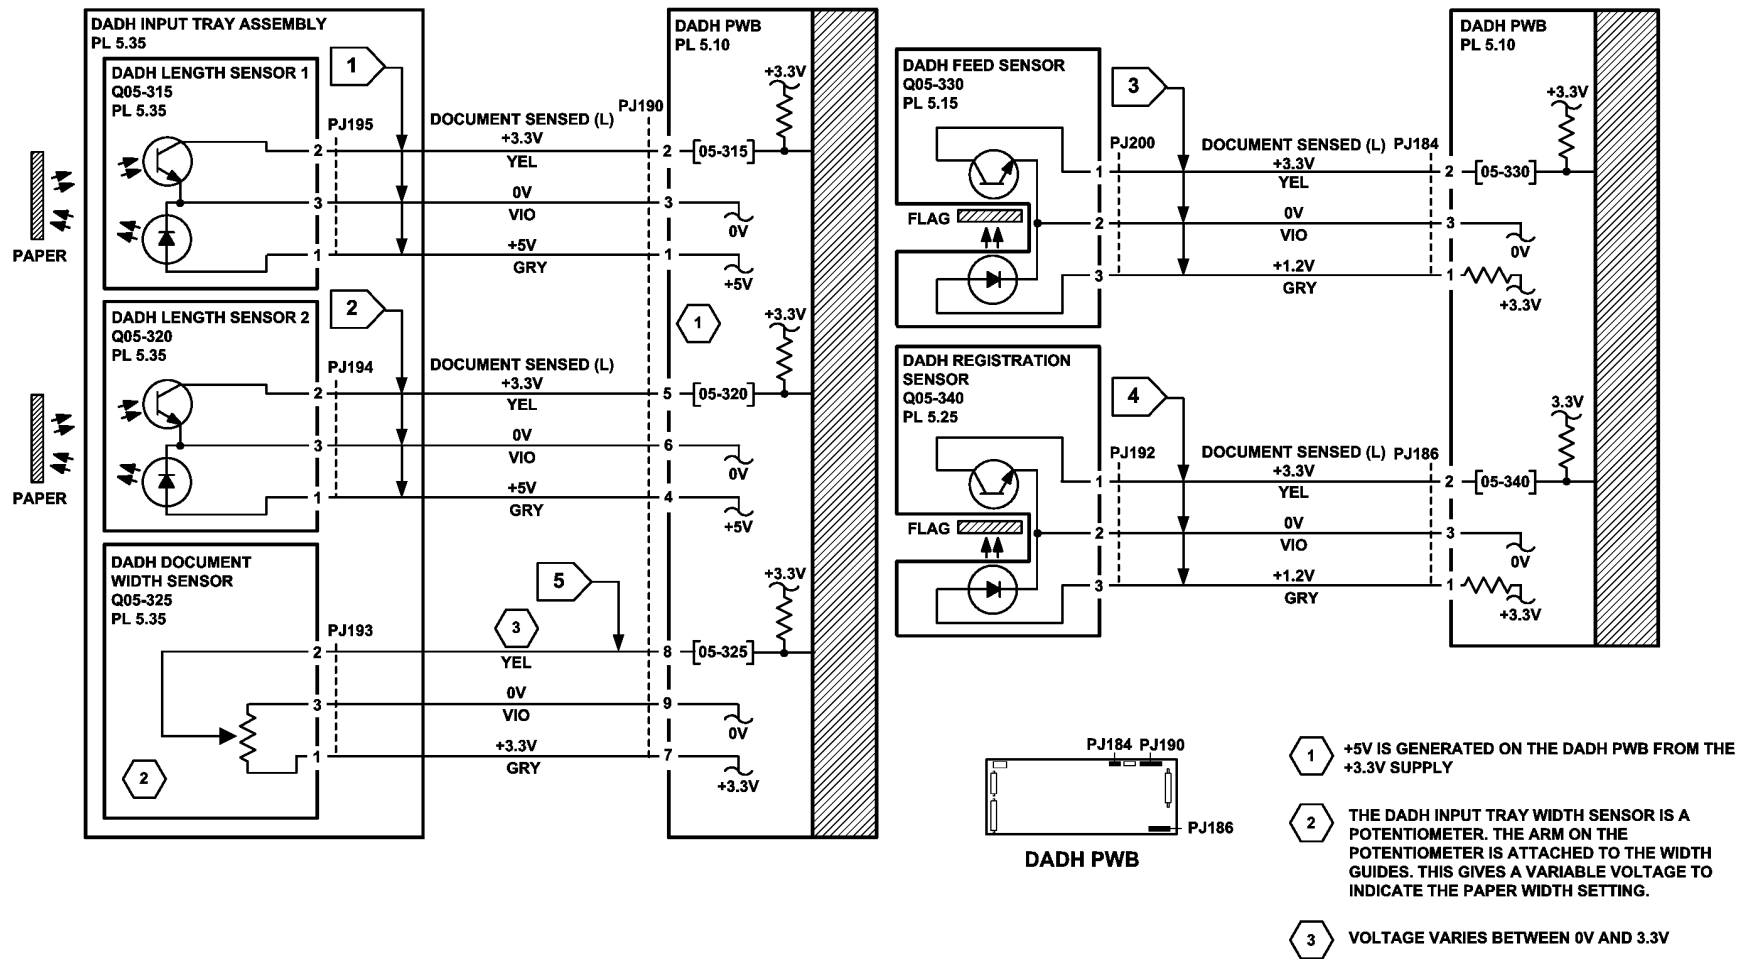 DADH INPUT TRAY ASSEMBLY
PL 5.35
DADH LENGTH SENSOR 1
Q05-315
PL 5.35
1
PJ195
DOCUMENT SENSED (L)
PJ190
DADH PWB
PL 5.10
+3.3V
2
+3.3V
YEL
2
[05-315]
3
0V
VIO
3
0V
1
+5V
GRY
1
+5V
PAPER
DADH LENGTH SENSOR 2
Q05-320
PL 5.35
2
1
+3.3V
PJ194
DOCUMENT SENSED (L)
2
+3.3V
YEL
5
[05-320]
3
0V
VIO
6
0V
1
+5V
GRY
4
+5V
PAPER
DADH DOCUMENT
WIDTH SENSOR
Q05-325
PL 5.35
5
+3.3V
PJ193
3
2
YEL
8
[05-325]
3
0V
VIO
9
0V
1
+3.3V
GRY
7
+3.3V
2
DADH FEED SENSOR
Q05-330
PL 5.15
3
DADH PWB
PL 5.10
+3.3V
PJ200
DOCUMENT SENSED (L)
PJ184
1
+3.3V
YEL
2
[05-330]
FLAG
2
0V
VIO
3
0V
3
+1.2V
GRY
1
+3.3V
DADH REGISTRATION
SENSOR
Q05-340
PL 5.25
4
3.3V
PJ192
DOCUMENT SENSED (L)
PJ186
1
+3.3V
YEL
2
[05-340]
FLAG
2
0V
VIO
3
0V
3
+1.2V
GRY
1
+3.3V
PJ184 PJ190
PJ186
DADH PWB
1
+5V IS GENERATED ON THE DADH PWB FROM THE
+3.3V SUPPLY
2
THE DADH INPUT TRAY WIDTH SENSOR IS A
POTENTIOMETER. THE ARM ON THE
POTENTIOMETER IS ATTACHED TO THE WIDTH
GUIDES. THIS GIVES A VARIABLE VOLTAGE TO
INDICATE THE PAPER WIDTH SETTING.
3
VOLTAGE VARIES BETWEEN 0V AND 3.3V